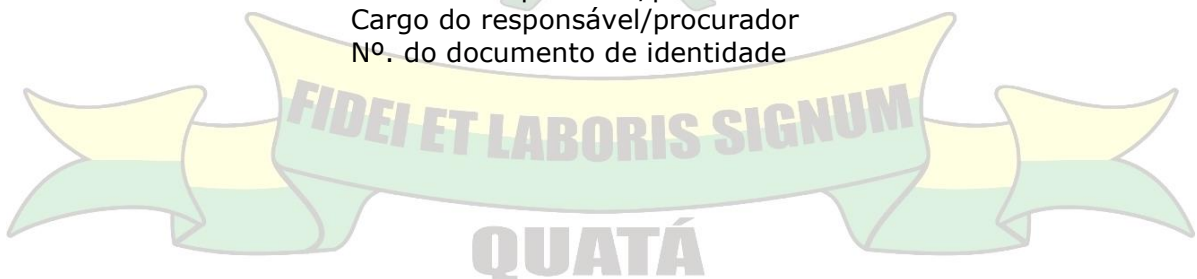 Cargo do responsável/procurador
Nº. do documento de identidade
FIDEI ET LABORIS SIGNUM
QUATÁ